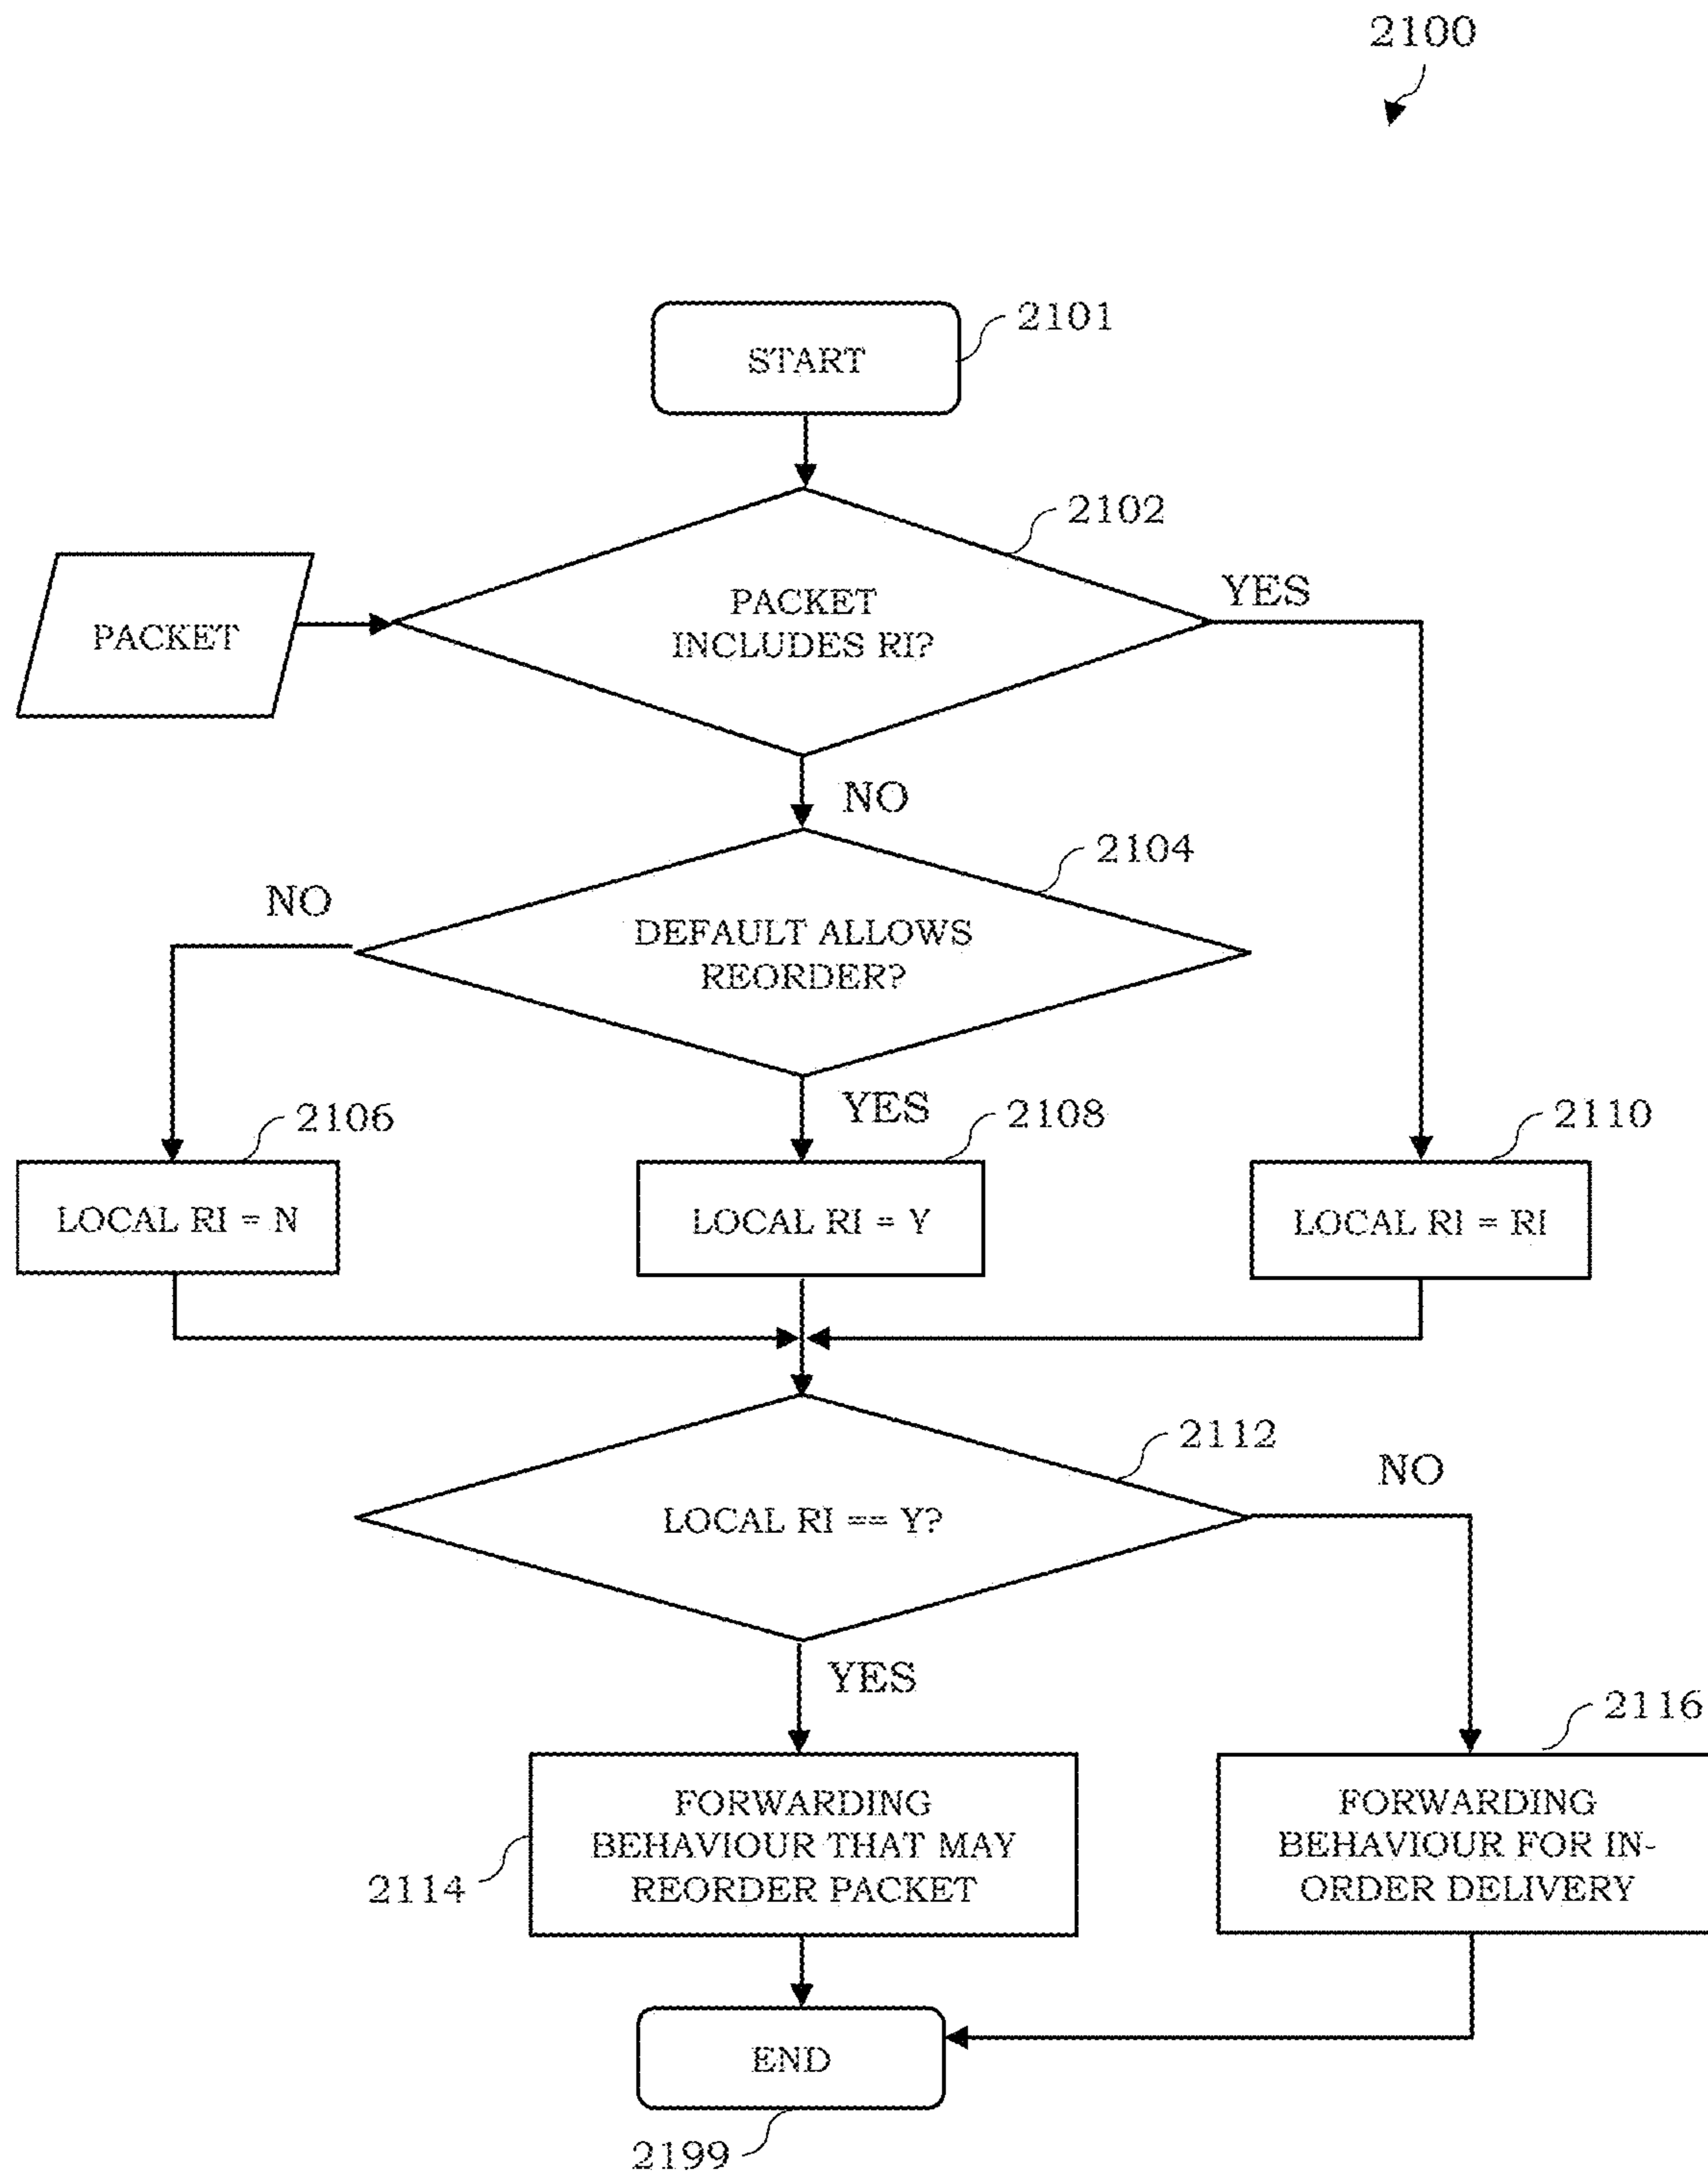 2100
2101
START
2102
PACKET
INCLUDES RI?
YES
PACKET
NO
2104
NO
DEFAULT ALLOWS
REORDER?
YES
2106
2108
2110
LOCAL RI = N
LOCAL RI = Y
LOCAL RI = RI
2112
NO
LOCAL RI == Y?
YES
2116
FORWARDING
BEHAVIOUR THAT MAY
REORDER PACKET
2114
FORWARDING
BEHAVIOUR FOR IN-
ORDER DELIVERY
END
2199